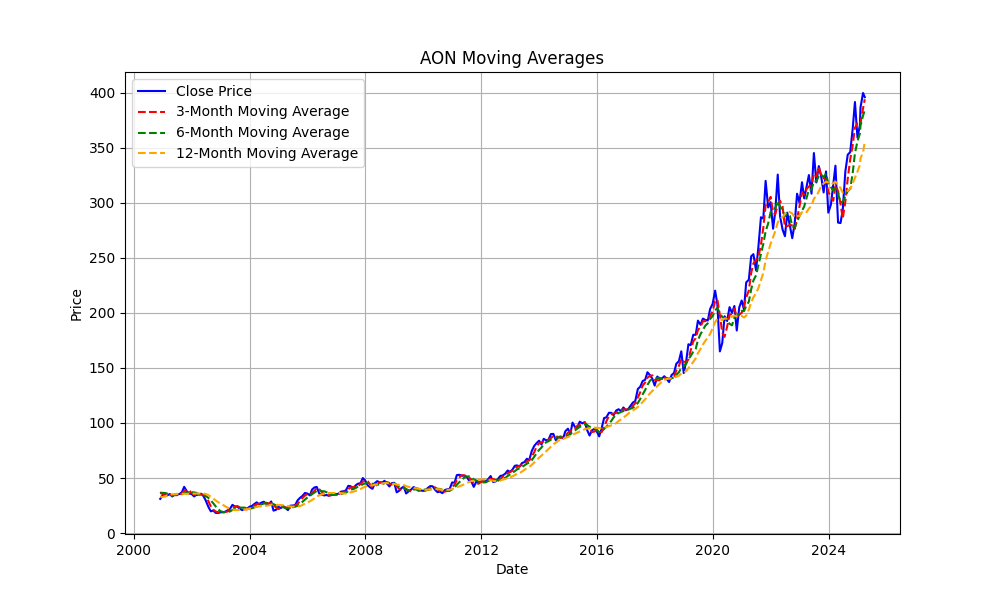 AON Moving Averages
Close Price
3-Month Moving Average
6-Month Moving Average
12-Month Moving Average
400
350
300
250
200
150
100
50
0
Price
2000 2004 2008 2012 2016 2020 2024
Date